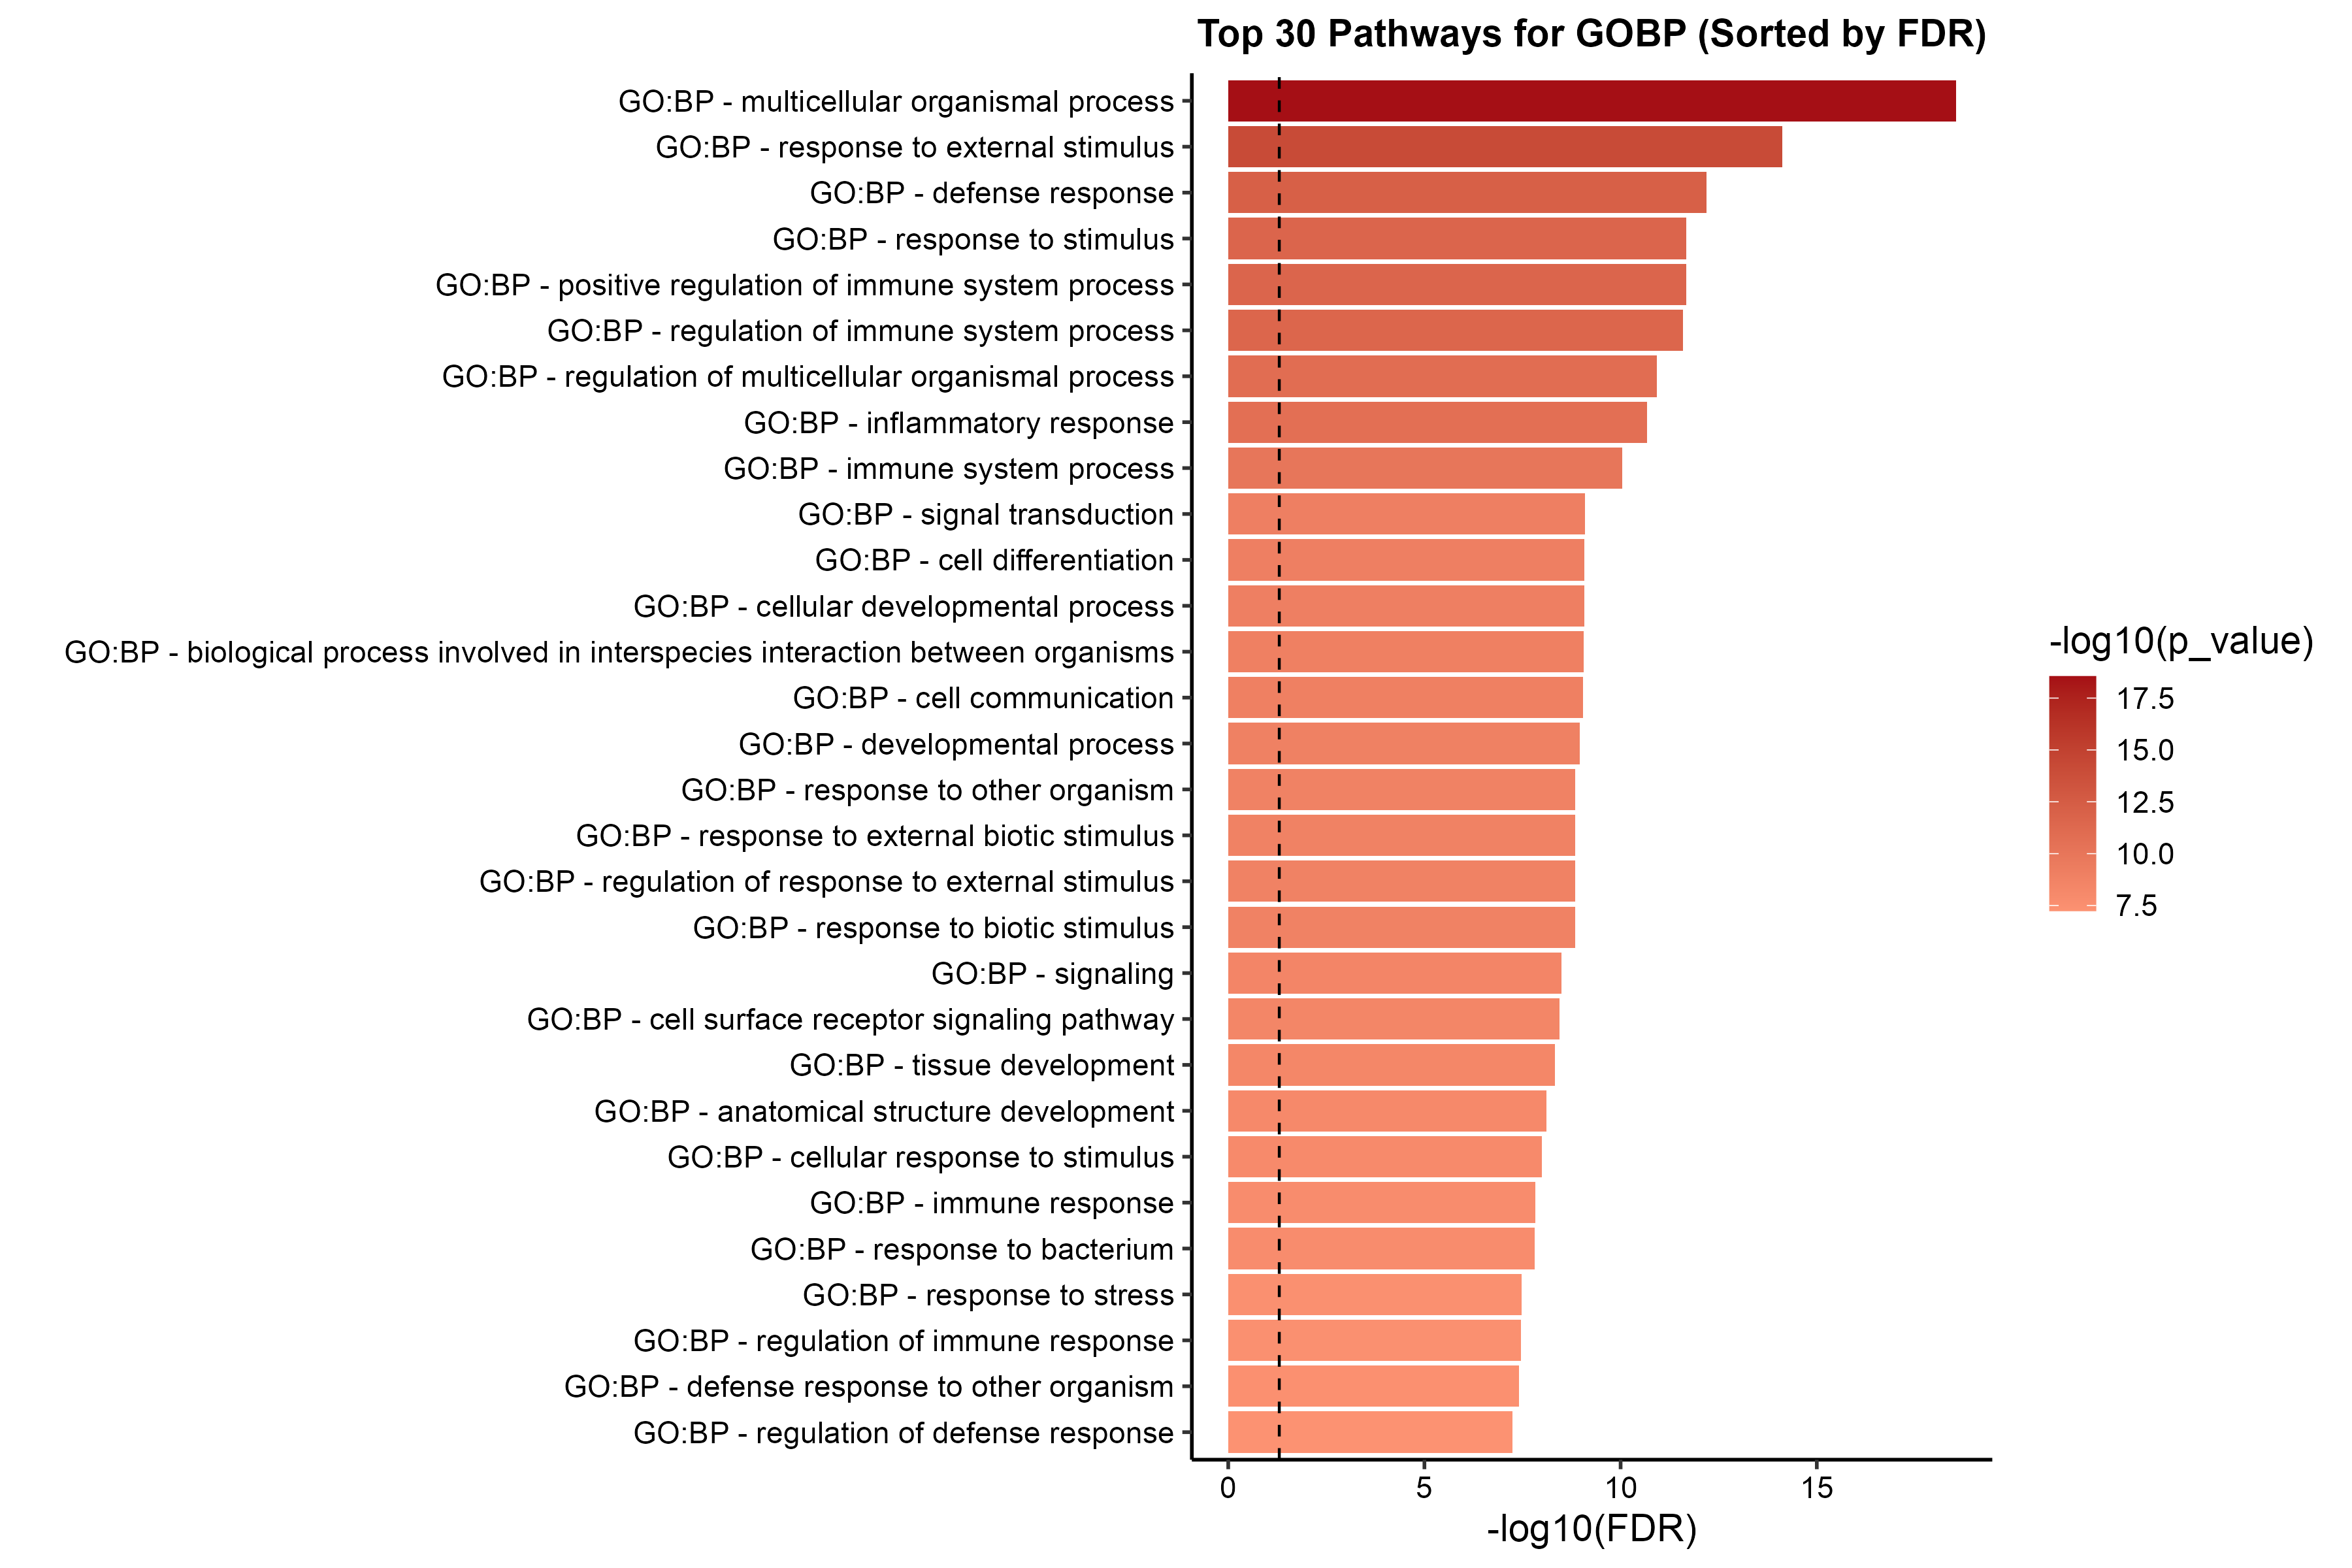 Top 30 Pathways for GOBP (Sorted by FDR)
GO:BP - multicellular organismal process
GO:BP - response to external stimulus
GO:BP - defense response
GO:BP - response to stimulus
GO:BP - positive regulation of immune system process
GO:BP - regulation of immune system process
GO:BP - regulation of multicellular organismal process
GO:BP - inflammatory response
GO:BP - immune system process
GO:BP - signal transduction
GO:BP - cell differentiation
GO:BP - cellular developmental process
GO:BP - biological process involved in interspecies interaction between organisms
GO:BP - cell communication
GO:BP - developmental process
GO:BP - response to other organism
GO:BP - response to external biotic stimulus
GO:BP - regulation of response to external stimulus
GO:BP - response to biotic stimulus
GO:BP - signaling
GO:BP - cell surface receptor signaling pathway
GO:BP - tissue development
GO:BP - anatomical structure development
GO:BP - cellular response to stimulus
GO:BP - immune response
GO:BP - response to bacterium
GO:BP - response to stress
GO:BP - regulation of immune response
GO:BP - defense response to other organism
GO:BP - regulation of defense response
0 5 10 15
-log10(FDR)
-log10(p_value)
17.5
15.0
12.5
10.0
7.5